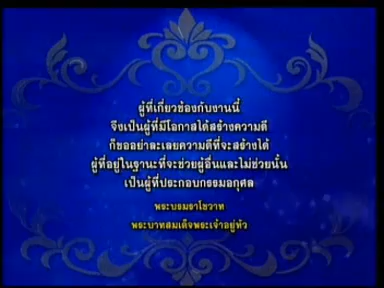 ผู้ที่เกี่ยวข้องกับงานนี้
จึงเป็นผู้ที่มีโอกาสได้สร้างความดี
ก็ขออย่าละเลยความดีที่จะสร้างได้
ผู้ที่อยู่ในฐานะที่จะช่วยผู้อื่นและไม่ช่วยนั้น
เป็นผู้ที่ประกอบกรรมอกุศล
พระบรมราโชวาท
พระบาทสมเด็จพระเจ้าอยู่หัว